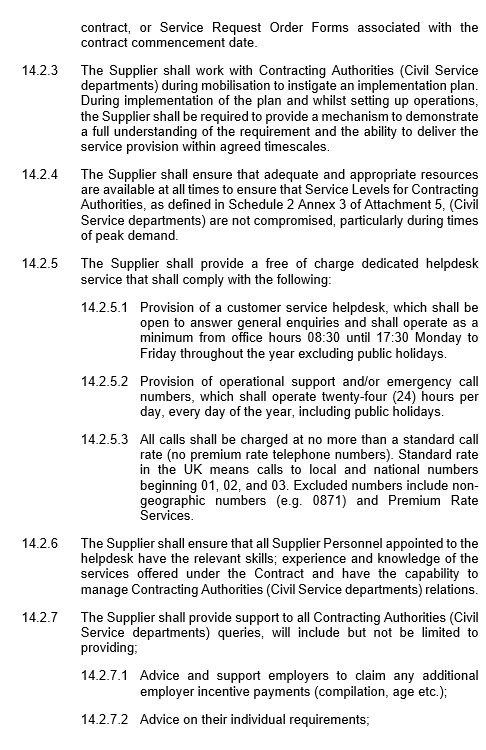 contract, or Service Request Order Forms associated with the
contract commencement date.
14.2.3 The Supplier shall work with Contracting Authorities (Civil Service
departments) during mobilisation to instigate an implementation plan.
During implementation of the plan and whilst setting up operations,
the Supplier shall be required to provide a mechanism to demonstrate
a full understanding of the requirement and the ability to deliver the
service provision within agreed timescales.
14.2.4 The Supplier shall ensure that adequate and appropriate resources
are available at all times to ensure that Service Levels for Contracting
Authorities, as defined in Schedule 2 Annex 3 of Attachment 5, (Civil
Service departments) are not compromised, particularly during times
of peak demand.
14.2.5 The Supplier shall provide a free of charge dedicated helpdesk
service that shall comply with the following:
14.2.5.1 Provision of a customer service helpdesk, which shall be
open to answer general enquiries and shall operate as a
minimum from office hours 08:30 until 17:30 Monday to
Friday throughout the year excluding public holidays.
14.2.5.2 Provision of operational support and/or emergency call
numbers, which shall operate twenty-four (24) hours per
day, every day of the year, including public holidays.
14.2.5.3 All calls shall be charged at no more than a standard call
rate (no premium rate telephone numbers). Standard rate
in the UK means calls to local and national numbers
beginning 01, 02, and 03. Excluded numbers include non-
geographic numbers (e.g. 0871) and Premium Rate
Services.
14.2.6 The Supplier shall ensure that all Supplier Personnel appointed to the
helpdesk have the relevant skills; experience and knowledge of the
services offered under the Contract and have the capability to
manage Contracting Authorities (Civil Service departments) relations.
14.2.7 The Supplier shall provide support to all Contracting Authorities (Civil
Service departments) queries, will include but not be limited to
providing;
14.2.7.1 Advice and support employers to claim any additional
employer incentive payments (compilation, age etc.);
14.2.7.2 Advice on their individual requirements;